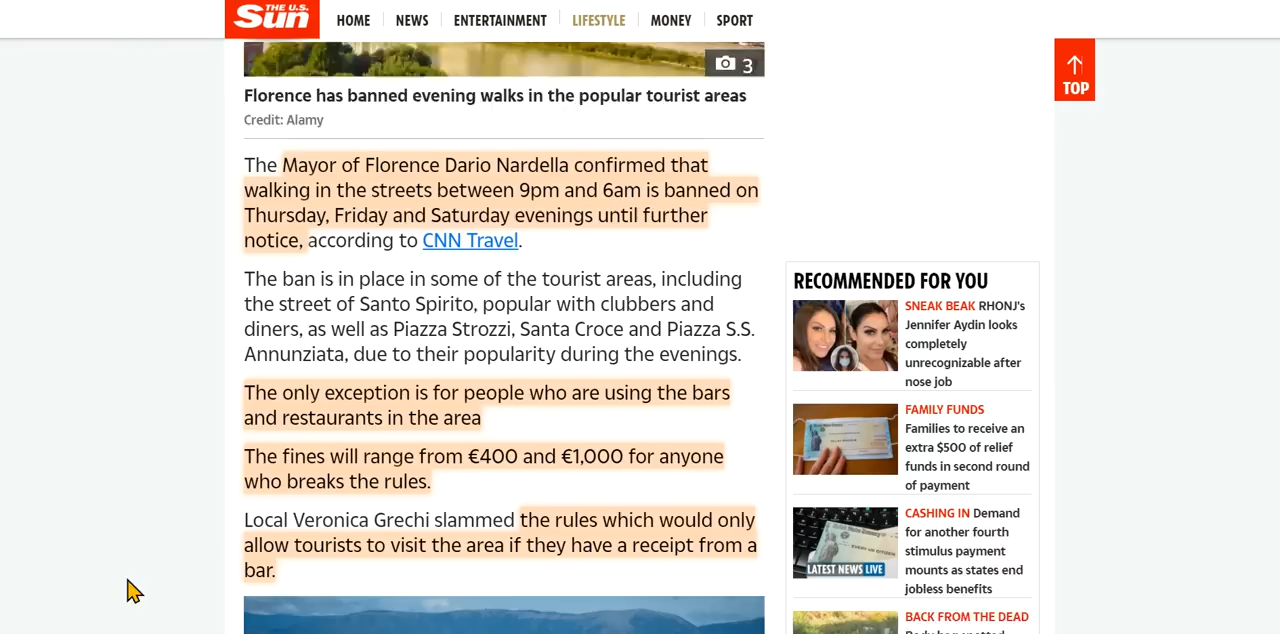 THE U.S.
Sun
HOME
NEWS
ENTERTAINMENT
LIFESTYLE
MONEY
SPORT
3
TOP
Florence has banned evening walks in the popular tourist areas
Credit: Alamy
The Mayor of Florence Dario Nardella confirmed that
walking in the streets between 9pm and 6am is banned on
Thursday, Friday and Saturday evenings until further
notice, according to CNN Travel.
The ban is in place in some of the tourist areas, including
the street of Santo Spirito, popular with clubbers and
diners, as well as Piazza Strozzi, Santa Croce and Piazza S.S.
Annunziata, due to their popularity during the evenings.
The only exception is for people who are using the bars
and restaurants in the area
The fines will range from €400 and €1,000 for anyone
who breaks the rules.
Local Veronica Grechi slammed the rules which would only
allow tourists to visit the area if they have a receipt from a
bar.
RECOMMENDED FOR YOU
SNEAK BEAK RHONJ's
Jennifer Aydin looks
completely
unrecognizable after
nose job
FAMILY FUNDS
Families to receive an
extra $500 of relief
funds in second round
of payment
CASHING IN Demand
for another fourth
stimulus payment
mounts as states end
jobless benefits
LATEST NEWS LIVE
BACK FROM THE DEAD